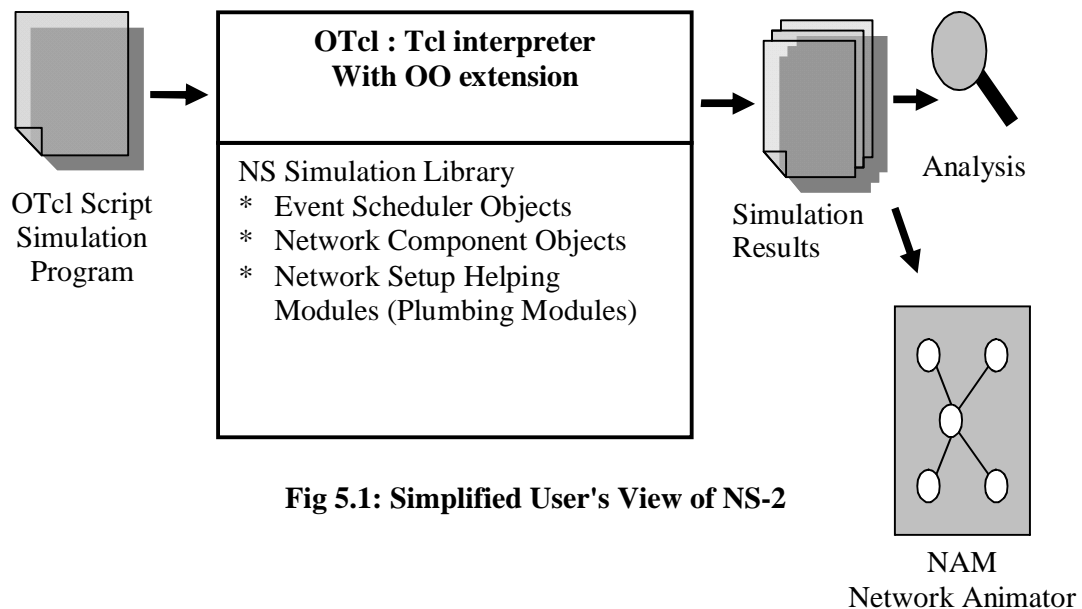 OTcl Script
Simulation
Program
OTcl : Tcl interpreter
With OO extension
NS Simulation Library
* Event Scheduler Objects
* Network Component Objects
* Network Setup Helping
Modules (Plumbing Modules)
Simulation
Results
Analysis
NAM
Network Animator
Fig 5.1: Simplified User's View of NS-2